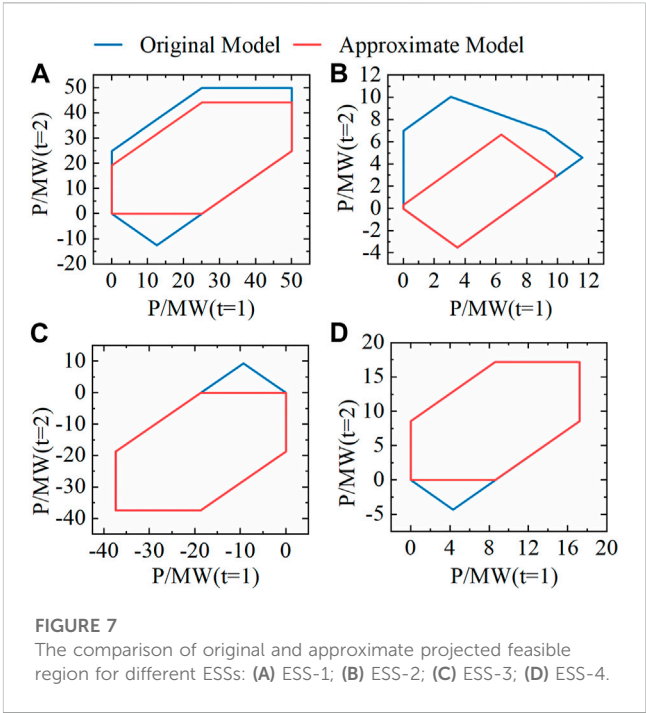 Original Model Approximate Model
A
50
40
30
20
10
0
-10
-20
P/MW(t=2)
0 10 20 30 40 50
P/MW(t=1)
B
12
10
8
6
4
2
0
-2
-4
P/MW(t=2)
0 2 4 6 8 10 12
P/MW(t=1)
C
10
0
-10
-20
-30
-40
P/MW(t=2)
-40 -30 -20 -10 0
P/MW(t=1)
D
20
15
10
5
0
-5
P/MW(t=2)
0 4 8 12 16 20
P/MW(t=1)
FIGURE 7
The comparison of original and approximate projected feasible
region for different ESSs: (A) ESS-1; (B) ESS-2; (C) ESS-3; (D) ESS-4.